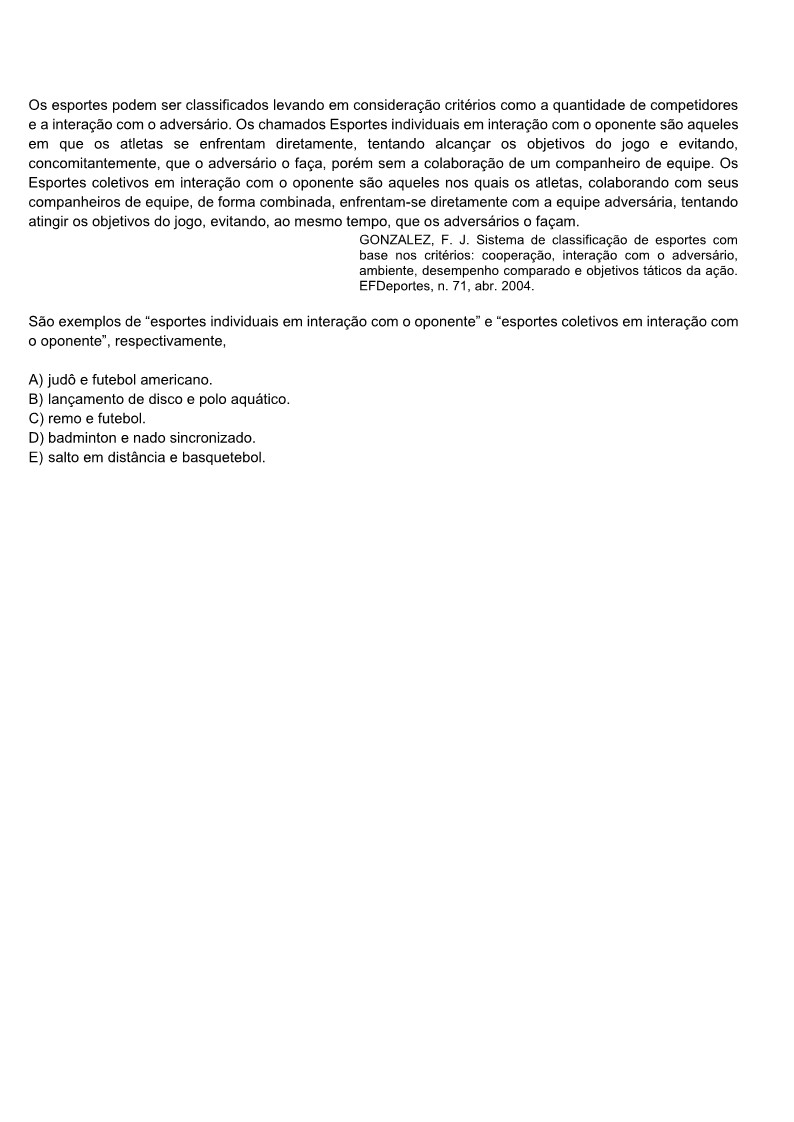 Os esportes podem ser classificados levando em consideração critérios como a quantidade de competidores
e a interação com o adversário. Os chamados Esportes individuais em interação com o oponente são aqueles
em que os atletas se enfrentam diretamente, tentando alcançar os objetivos do jogo e evitando,
concomitantemente, que o adversário o faça, porém sem a colaboração de um companheiro de equipe. Os
Esportes coletivos em interação com o oponente são aqueles nos quais os atletas, colaborando com seus
companheiros de equipe, de forma combinada, enfrentam-se diretamente com a equipe adversária, tentando
atingir os objetivos do jogo, evitando, ao mesmo tempo, que os adversários o façam.
GONZALEZ, F. J. Sistema de classificação de esportes com
base nos critérios: cooperação, interação com o adversário,
ambiente, desempenho comparado e objetivos táticos da ação.
EFDeportes, n. 71, abr. 2004.
São exemplos de “esportes individuais em interação com o oponente” e “esportes coletivos em interação com
o oponente”, respectivamente,
A) judô e futebol americano.
B) lançamento de disco e polo aquático.
C) remo e futebol.
D) badminton e nado sincronizado.
E) salto em distância e basquetebol.